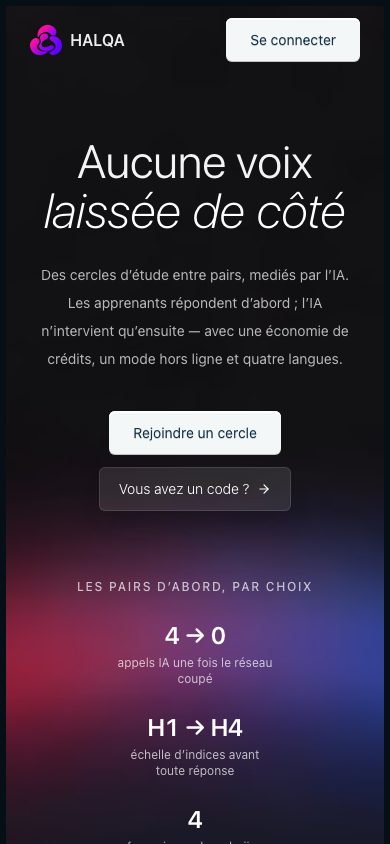 HALQA
Se connecter
Aucune voix
laissée de côté
Des cercles d’étude entre pairs, mediés par l’IA.
Les apprenants répondent d’abord ; l’IA
n’intervient qu’ensuite — avec une économie de
crédits, un mode hors ligne et quatre langues.
Rejoindre un cercle
Vous avez un code ? →
LES PAIRS D’ABORD, PAR CHOIX
4 → 0
appels IA une fois le réseau
coupé
H1 → H4
échelle d’indices avant
toute réponse
4